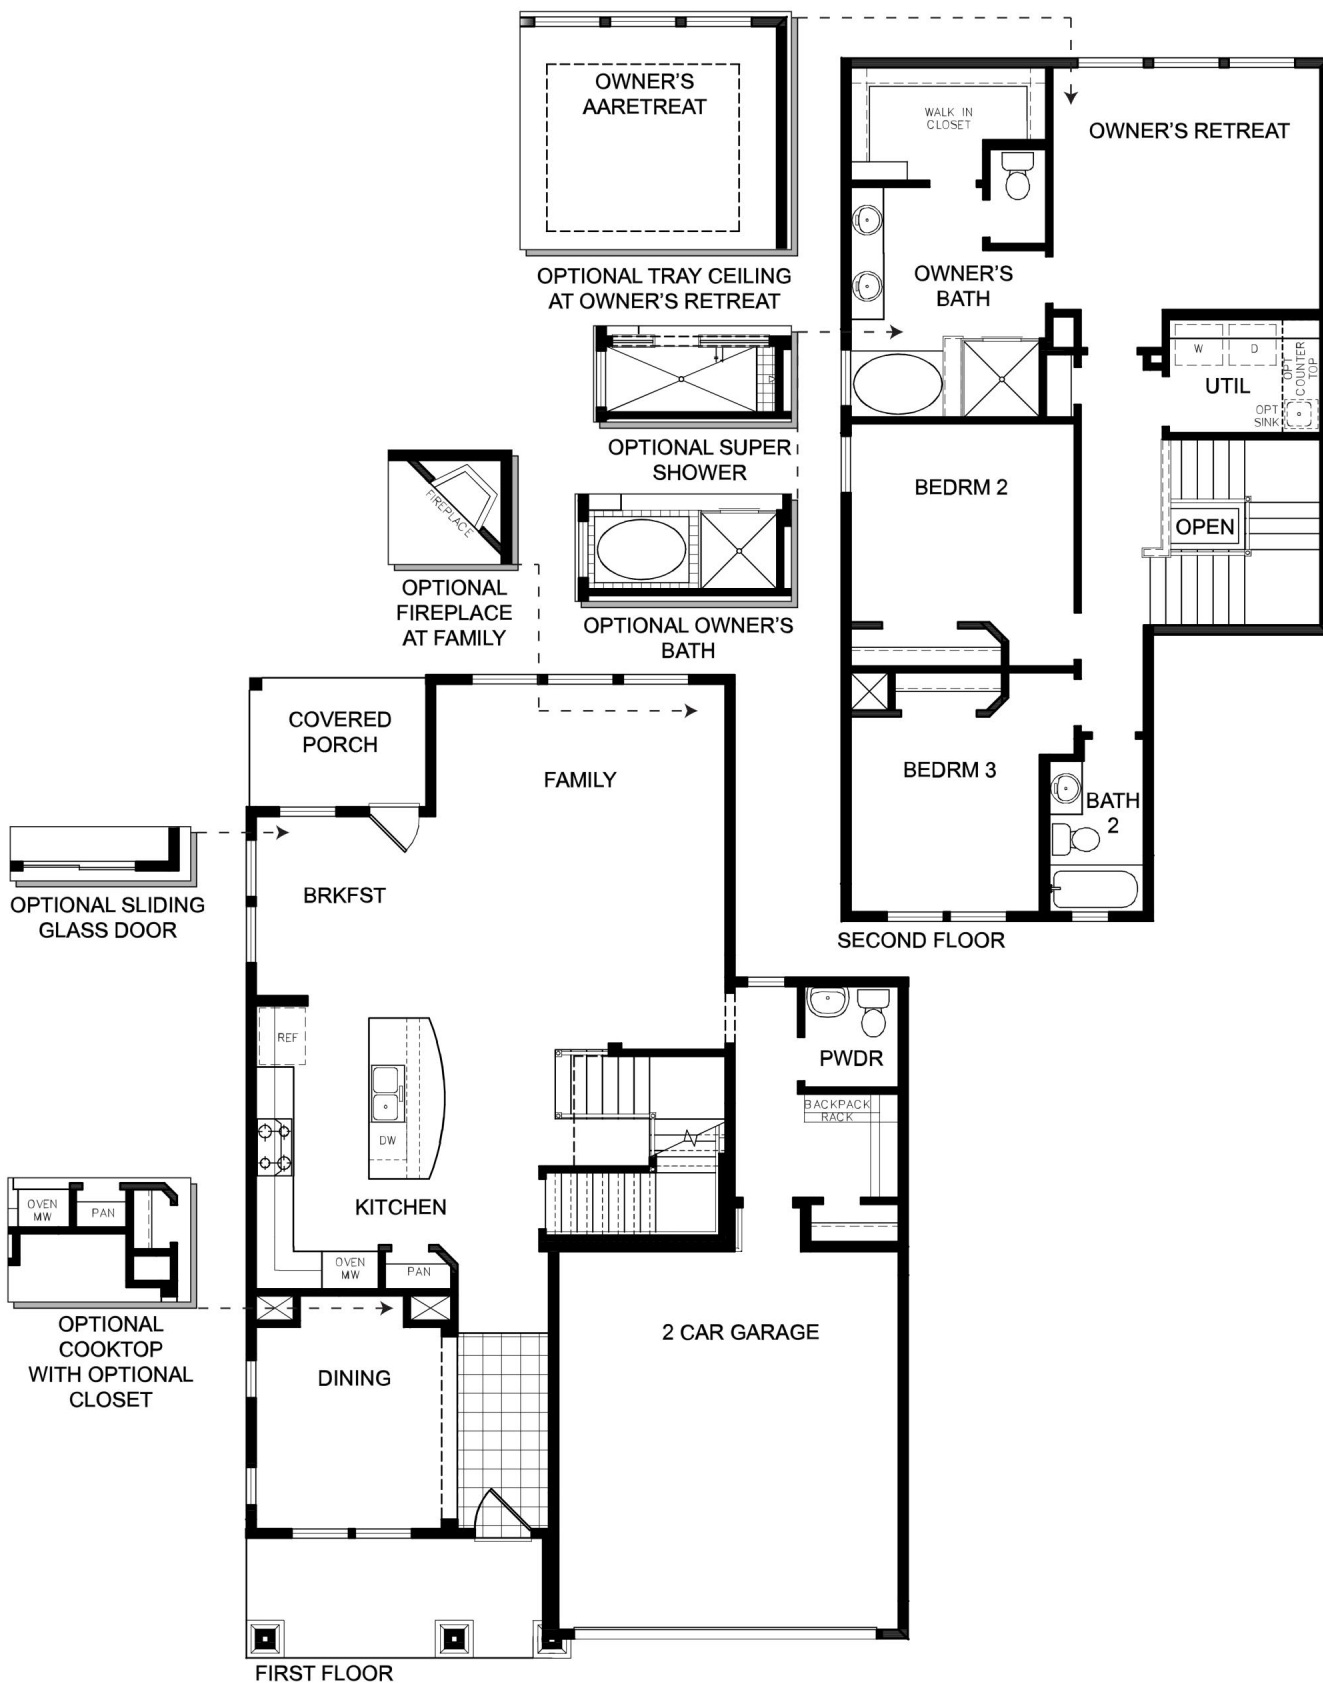 OWNER'S
AARETREAT
OPTIONAL TRAY CEILING
AT OWNER'S RETREAT
OPTIONAL SUPER
SHOWER
FIREPLACE
OPTIONAL
FIREPLACE
AT FAMILY
OPTIONAL OWNER'S
BATH
WALK IN
CLOSET
OWNER'S RETREAT
OWNER'S
BATH
W
D
OPT
COUNTER
TOP
UTIL
OPT
SINK
BEDRM 2
OPEN
BEDRM 3
BATH
2
SECOND FLOOR
COVERED
PORCH
FAMILY
BRKFST
OPTIONAL SLIDING
GLASS DOOR
REF
DW
KITCHEN
PWDR
BACKPACK
RACK
OVEN
MW
PAN
OVEN
MW
PAN
OPTIONAL
COOKTOP
WITH OPTIONAL
CLOSET
DINING
2 CAR GARAGE
FIRST FLOOR